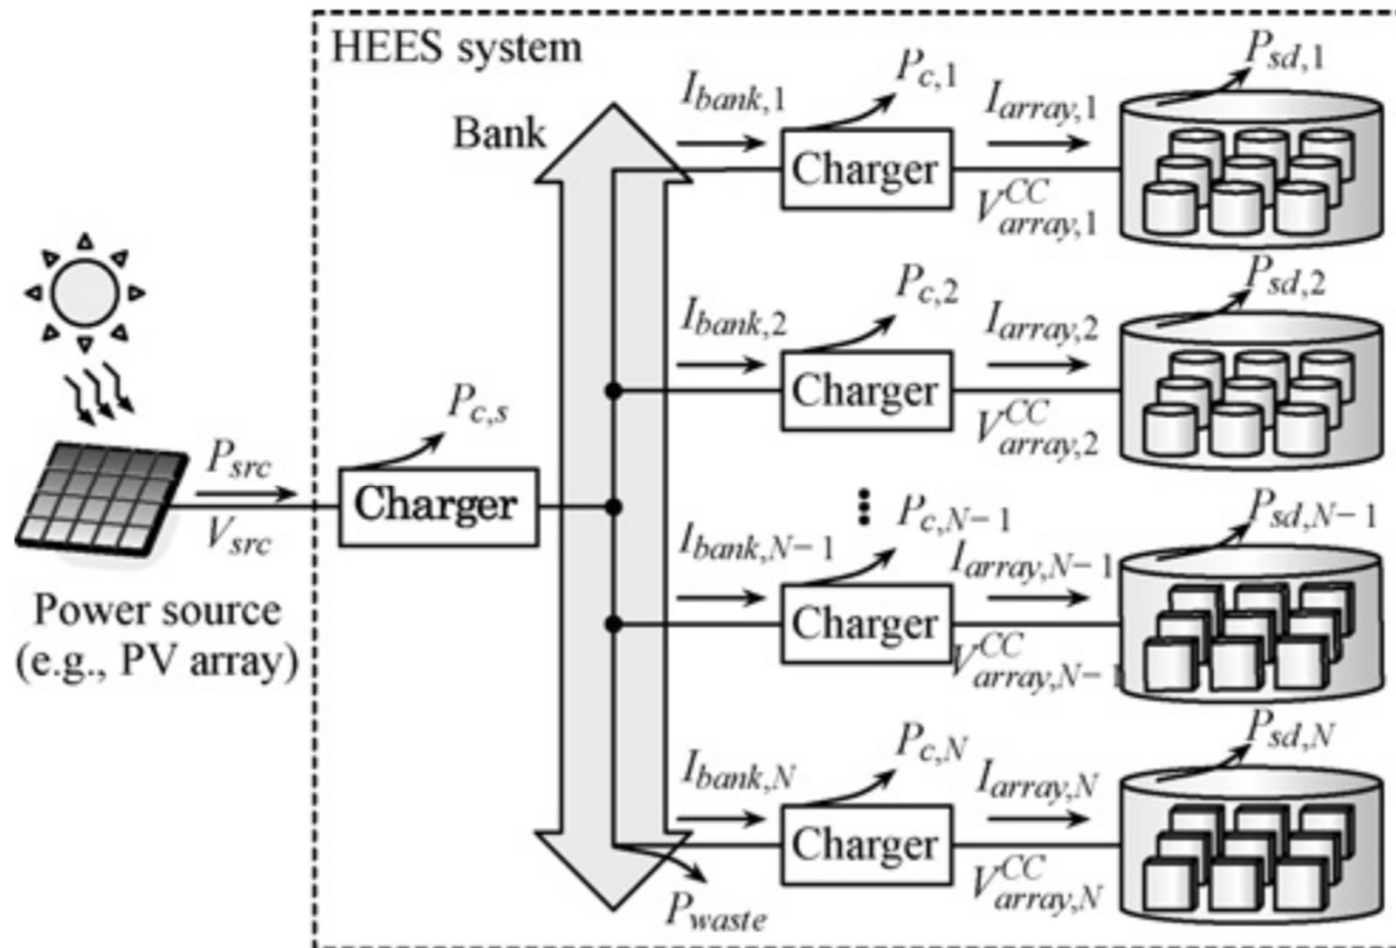 HEES system
Bank
I_bank,1
P_c,1
I_array,1
P_sd,1
Charger
V^CC_array,1
I_bank,2
P_c,2
I_array,2
P_sd,2
Charger
V^CC_array,2
P_src
V_src
P_c,s
Charger
Power source
(e.g., PV array)
I_bank,N−1
P_c,N−1
I_array,N−1
P_sd,N−1
Charger
V^CC_array,N−1
I_bank,N
P_c,N
I_array,N
P_sd,N
Charger
V^CC_array,N
P_waste